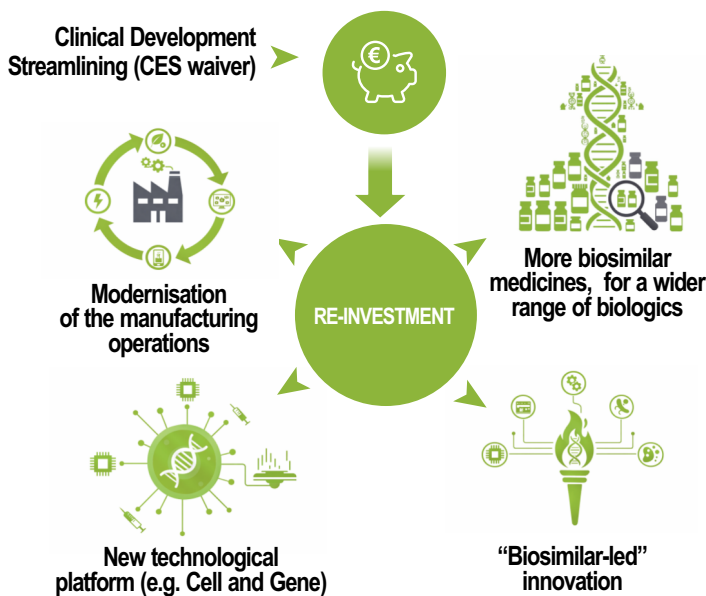 Clinical Development
Streamlining (CES waiver)
€
Modernisation
of the manufacturing
operations
More biosimilar
medicines, for a wider
range of biologics
RE-INVESTMENT
New technological
platform (e.g. Cell and Gene)
“Biosimilar-led”
innovation